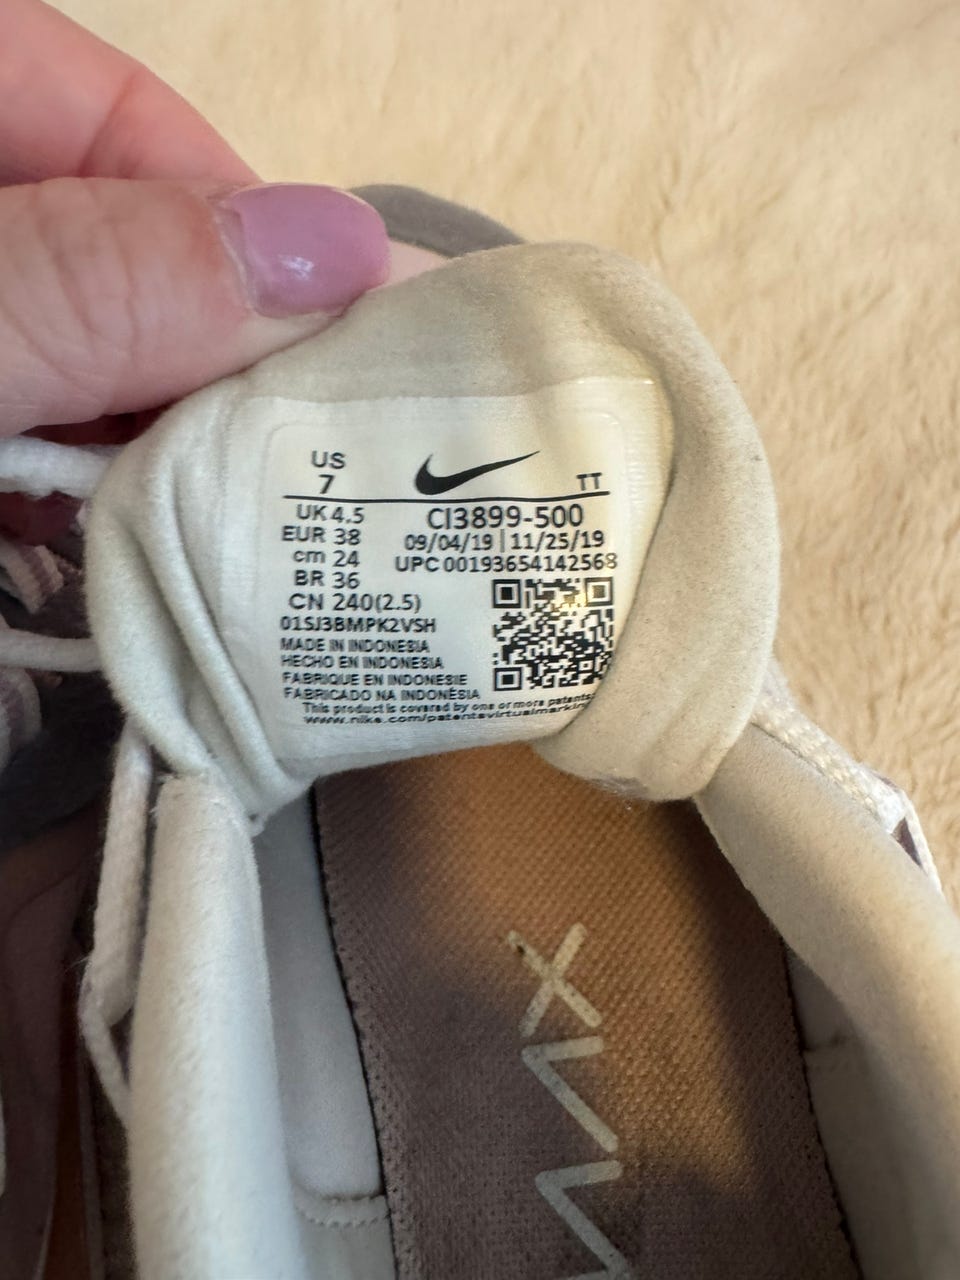 US
7
TT
UK 4.5
EUR 38
cm 24
BR 36
CN 240(2.5)
CI3899-500
09/04/19 | 11/25/19
UPC 00193654142568
01SJ3BMPK2VSH
MADE IN INDONESIA
HECHO EN INDONESIA
FABRIQUE EN INDONESIE
FABRICADO NA INDONÉSIA
This product is covered by one or more patents
www.nike.com/patentsvirtualmarkin